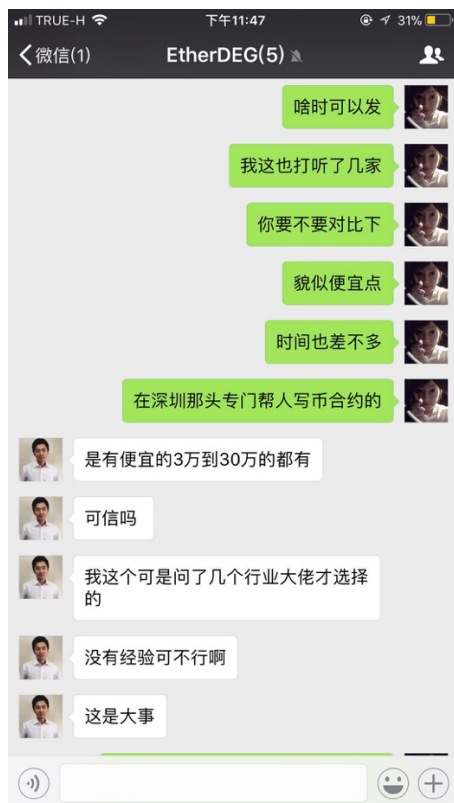 TRUE-H 下午11:47 31%
微信(1) EtherDEG(5)
啥时可以发
我这也打听了几家
你要不要对比下
貌似便宜点
时间也差不多
在深圳那头专门帮人写币合约的
是有便宜的3万到30万的都有
可信吗
我这个可是问了几个行业大佬才选择
的
没有经验可不行啊
这是大事